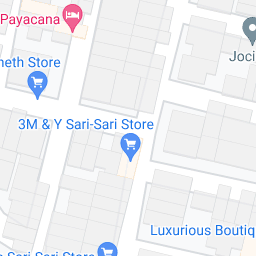 Payacana
Joci
neth Store
3M & Y Sari-Sari Store
Luxurious Boutiq
Sari Sari Store